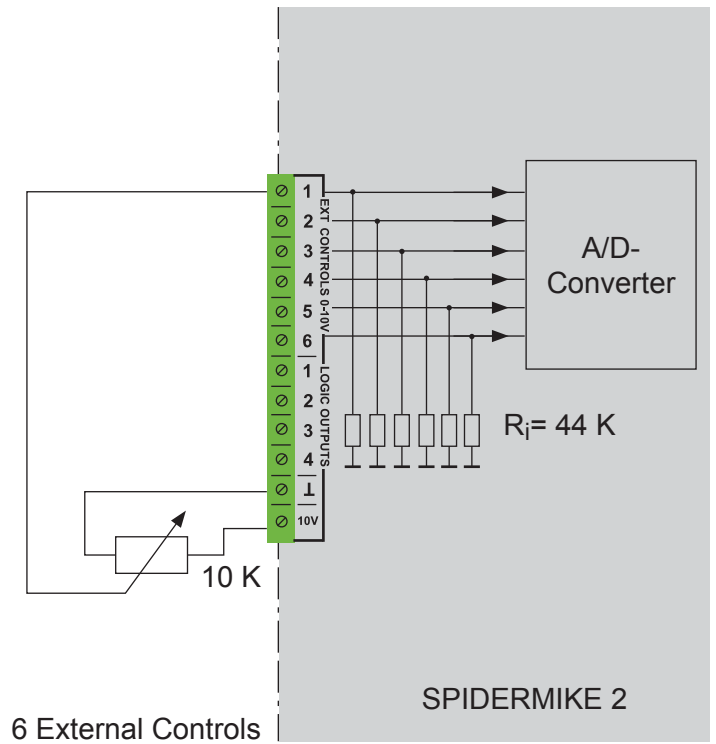 1
2
3
4
5
6
EXT CONTROLS 0-10V
1
2
3
4
LOGIC OUTPUTS
⊥
10V
A/D-
Converter
Ri= 44 K
10 K
SPIDERMIKE 2
6 External Controls